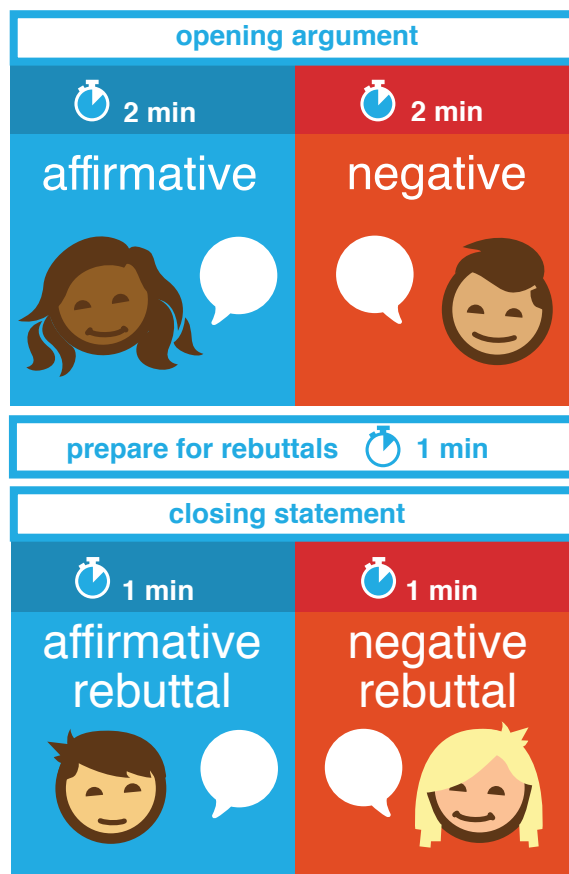 opening argument
2 min
2 min
affirmative
negative
prepare for rebuttals 1 min
closing statement
1 min
1 min
affirmative
rebuttal
negative
rebuttal